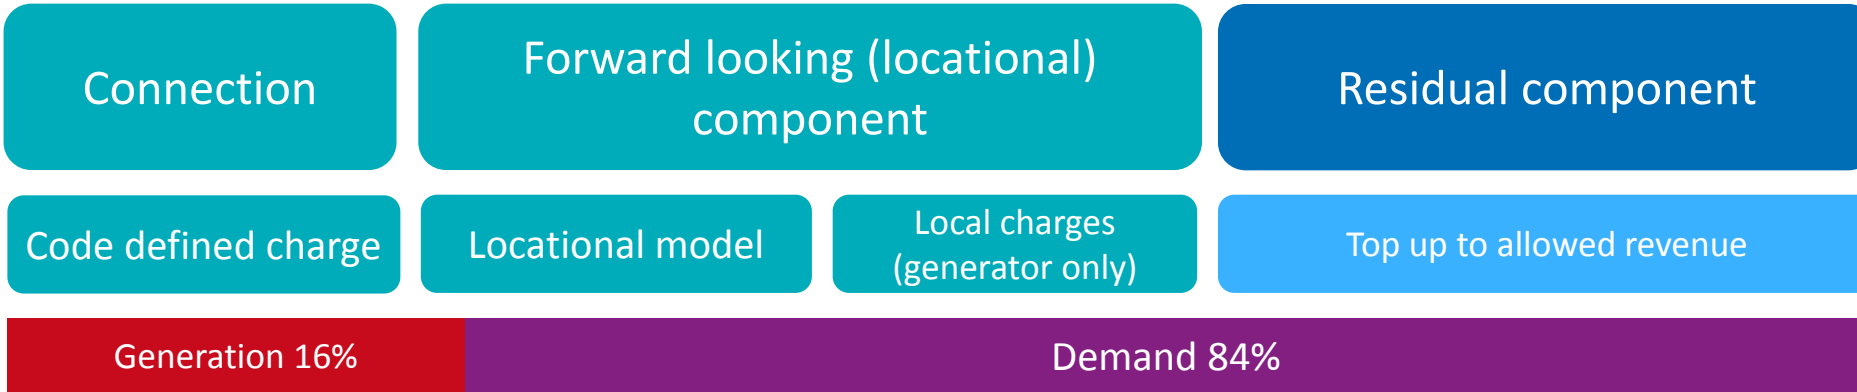 Connection
Forward looking (locational)
component
Residual component
Code defined charge
Locational model
Local charges
(generator only)
Top up to allowed revenue
Generation 16%
Demand 84%